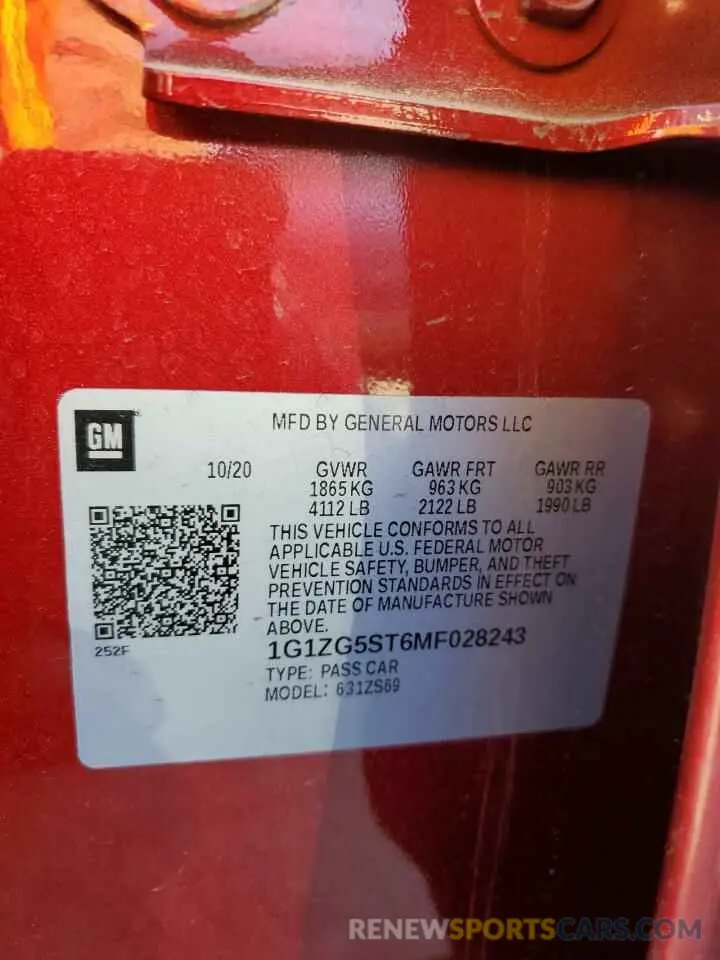 GM
MFD BY GENERAL MOTORS LLC
10/20 GVWR GAWR FRT GAWR RR
1865 KG 963 KG 903 KG
4112 LB 2122 LB 1990 LB
THIS VEHICLE CONFORMS TO ALL
APPLICABLE U.S. FEDERAL MOTOR
VEHICLE SAFETY, BUMPER, AND THEFT
PREVENTION STANDARDS IN EFFECT ON
THE DATE OF MANUFACTURE SHOWN
ABOVE.
252F
1G1ZG5ST6MF028243
TYPE: PASS CAR
MODEL: 631ZS69
RENEWSPORTSCARS.COM